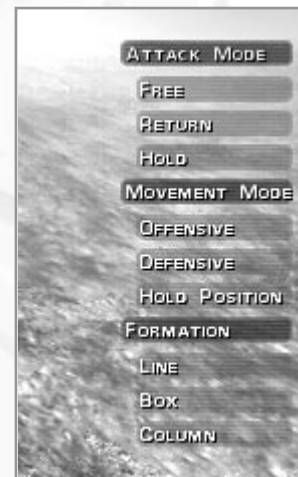 Attack Mode
Free
Return
Hold
Movement Mode
Offensive
Defensive
Hold Position
Formation
Line
Box
Column